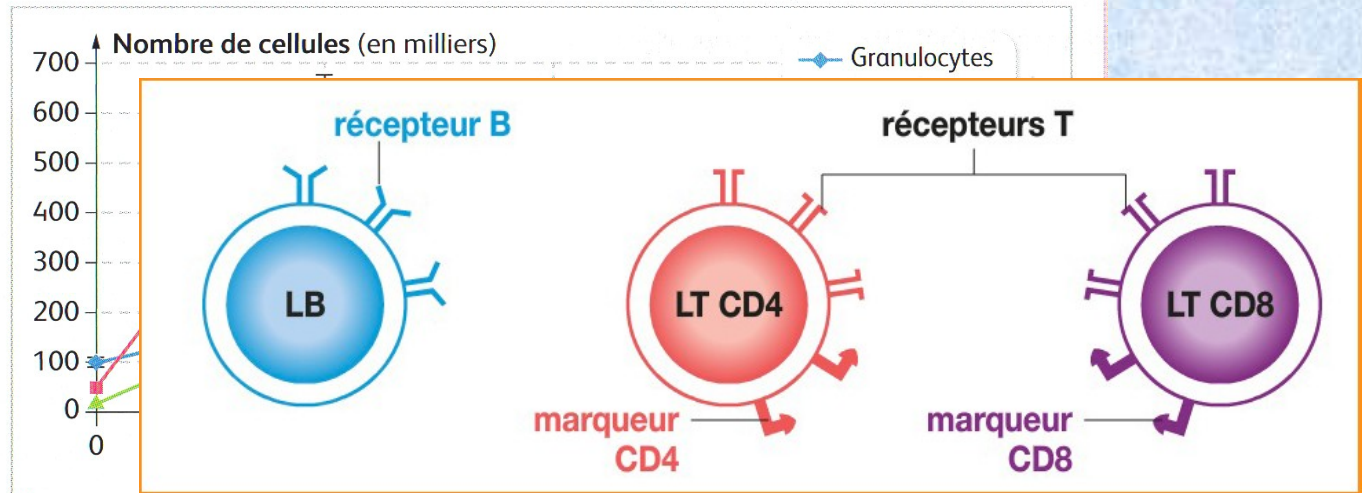 Nombre de cellules (en milliers)
700
Granulocytes
600
500
400
300
200
100
0
0
récepteur B
récepteurs T
LB
LT CD4
LT CD8
marqueur
CD4
marqueur
CD8